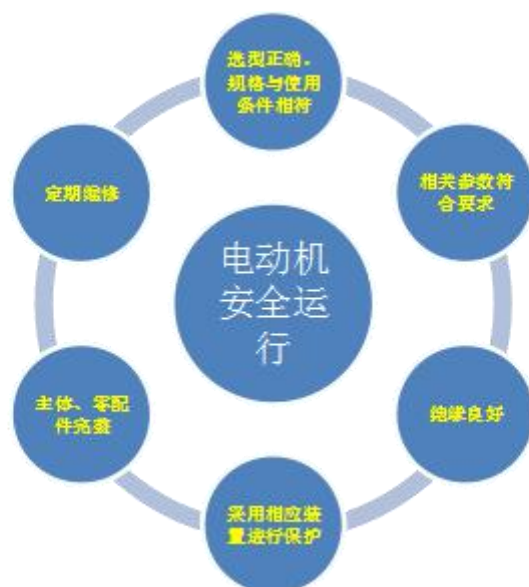 选型正确，
规格与使用
条件相符
相关参数符
合要求
绝缘良好
采用相应装
置进行保护
主体、零配
件完整
定期维修
电动机
安全运
行